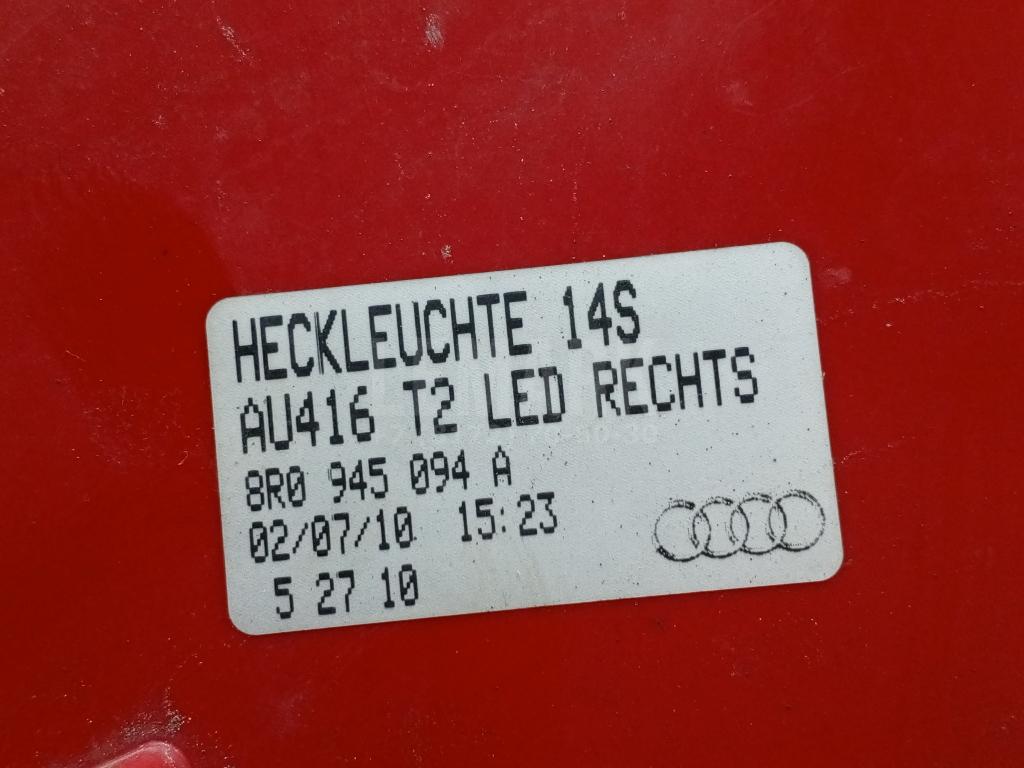 HECKLEUCHTE 14S
AU416 T2 LED RECHTS
8R0 945 094 A
02/07/10 15:23
5 27 10